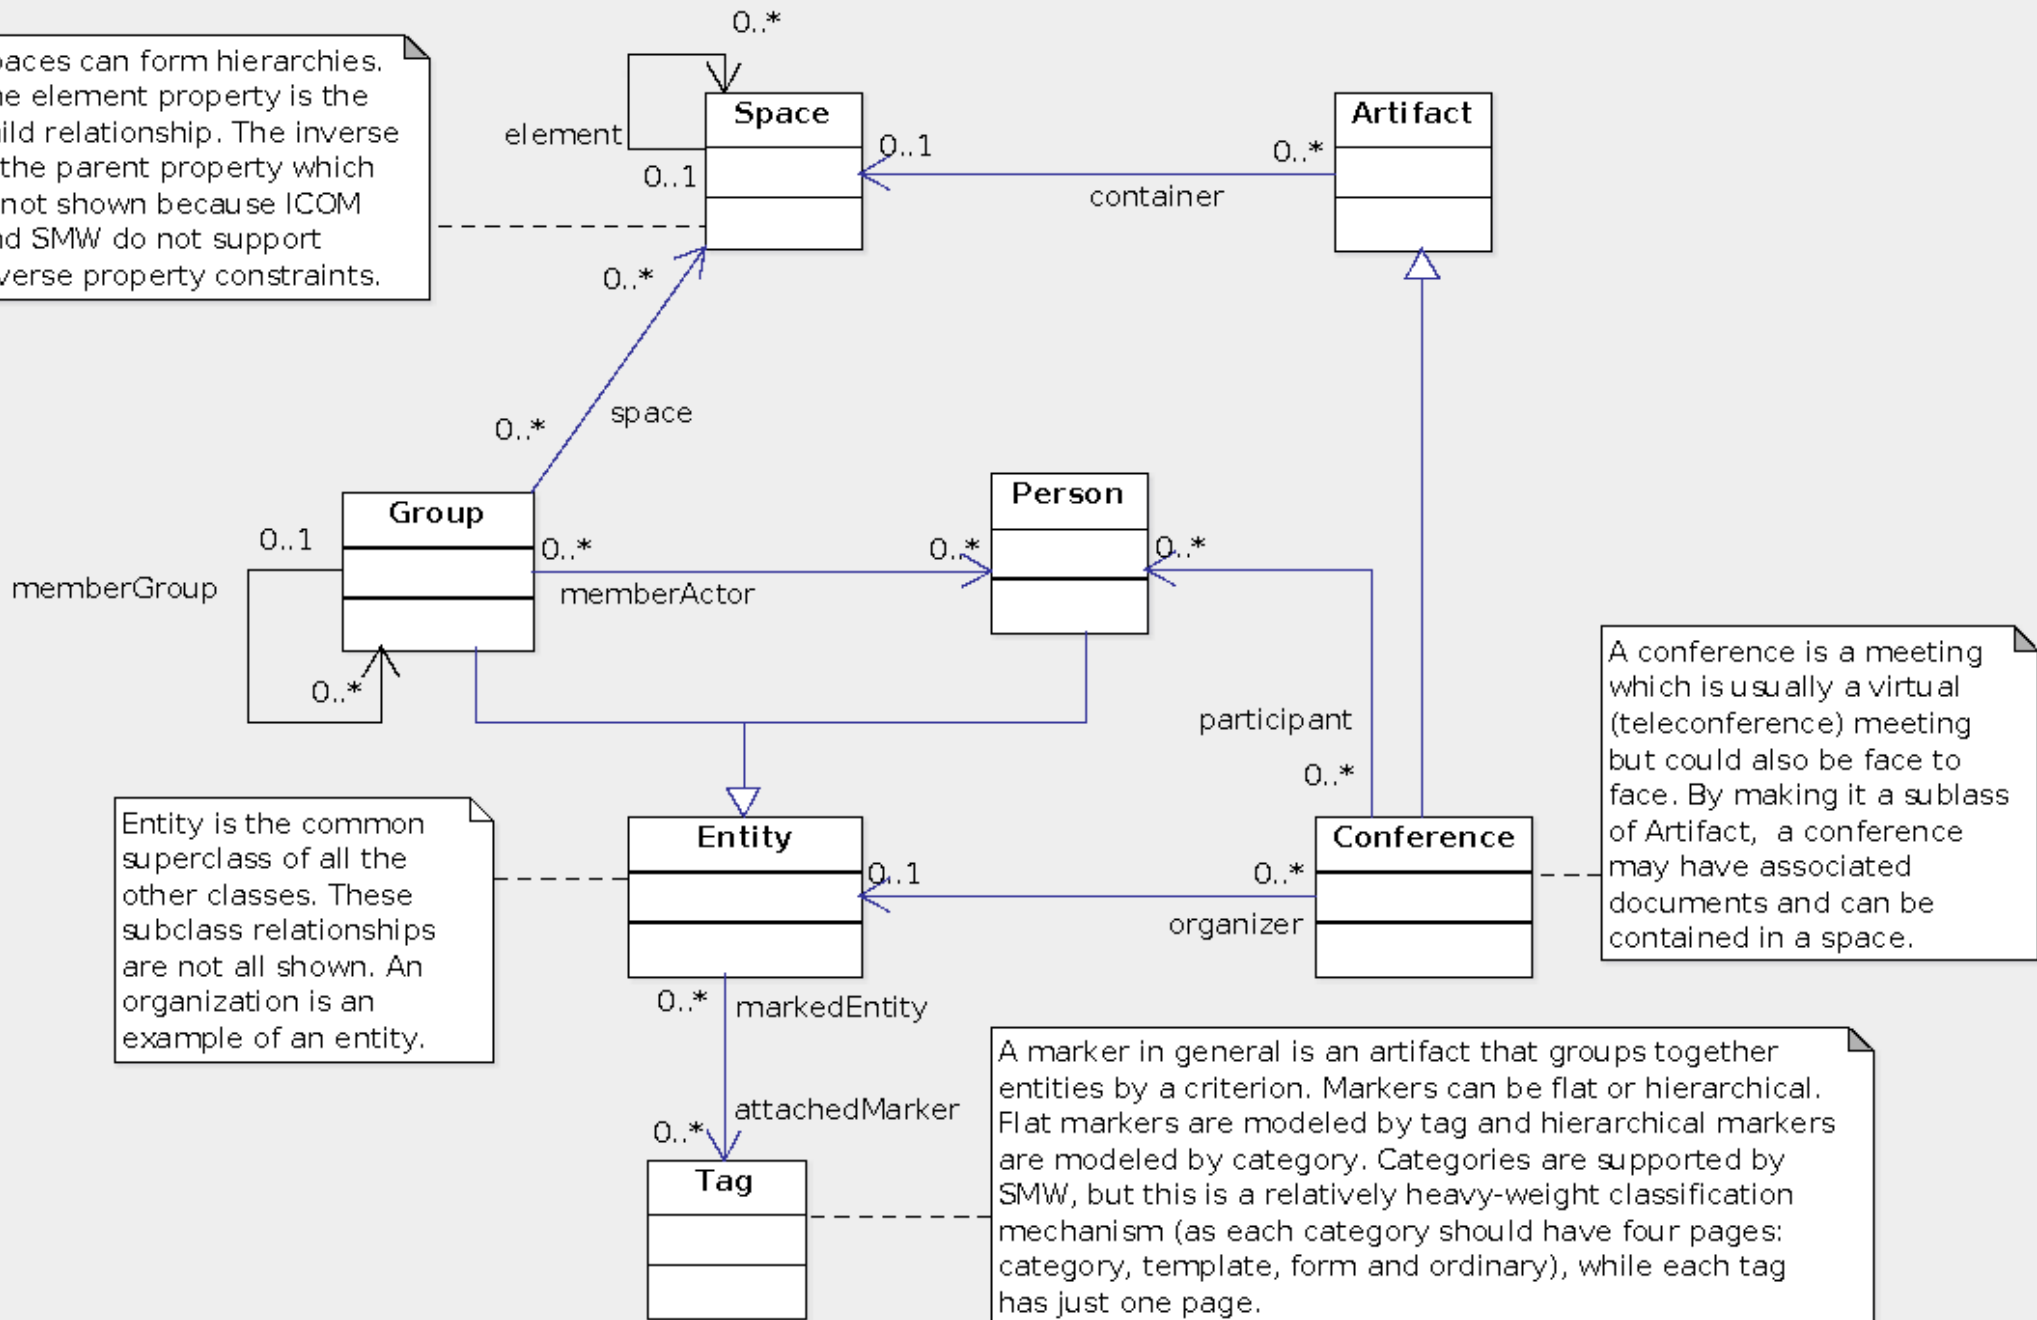 0..*
paces can form hierarchies.
he element property is the
ild relationship. The inverse
the parent property which
not shown because ICOM
nd SMW do not support
verse property constraints.
element
0..1
Space
0..1
container
0..*
Artifact
0..*
space
0..*
Group
0..1
memberGroup
0..*
0..*
memberActor
0..*
Person
0..*
participant
0..*
A conference is a meeting
which is usually a virtual
(teleconference) meeting
but could also be face to
face. By making it a sublass
of Artifact, a conference
may have associated
documents and can be
contained in a space.
Entity is the common
superclass of all the
other classes. These
subclass relationships
are not all shown. An
organization is an
example of an entity.
Entity
0..1
0..*
organizer
Conference
0..*
markedEntity
attachedMarker
0..*
Tag
A marker in general is an artifact that groups together
entities by a criterion. Markers can be flat or hierarchical.
Flat markers are modeled by tag and hierarchical markers
are modeled by category. Categories are supported by
SMW, but this is a relatively heavy-weight classification
mechanism (as each category should have four pages:
category, template, form and ordinary), while each tag
has just one page.